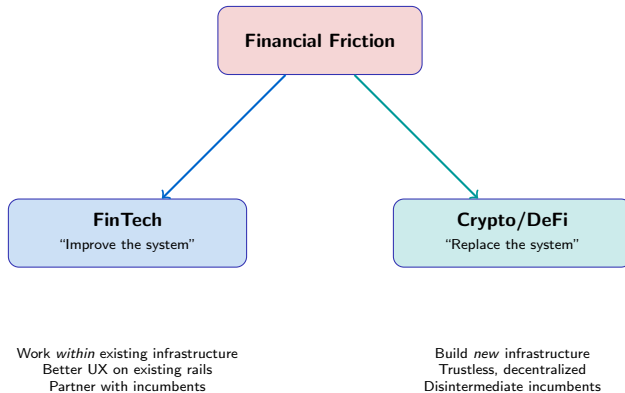 Financial Friction
FinTech
“Improve the system”
Crypto/DeFi
“Replace the system”
Work within existing infrastructure
Better UX on existing rails
Partner with incumbents
Build new infrastructure
Trustless, decentralized
Disintermediate incumbents